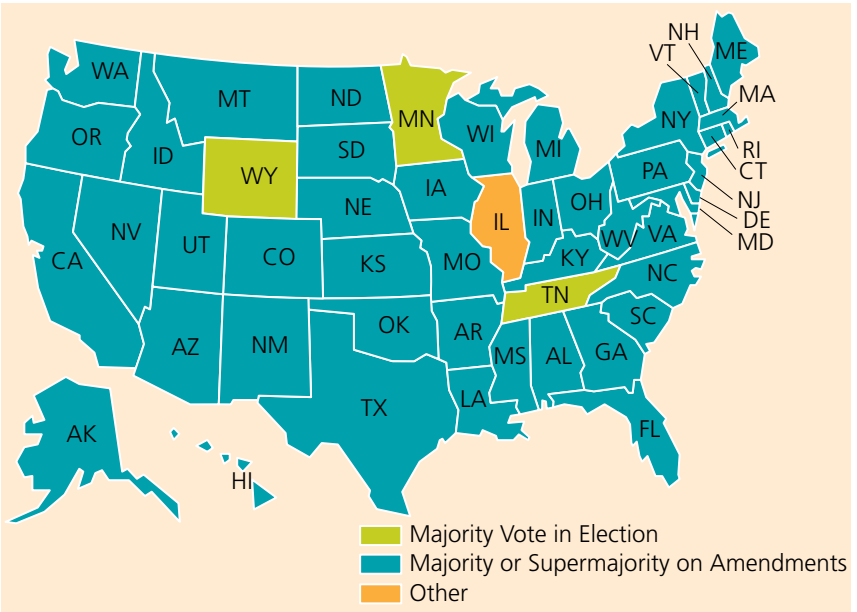 NH
VT
ME
WA
MT
ND
MN
MA
OR
ID
WY
SD
WI
MI
NY
RI
CT
IA
PA
NJ
NE
IL
IN
OH
DE
NV
UT
CO
WV
VA
MD
CA
KS
MO
KY
NC
TN
AZ
NM
OK
AR
SC
MS
AL
GA
TX
LA
AK
FL
HI
Majority Vote in Election
Majority or Supermajority on Amendments
Other